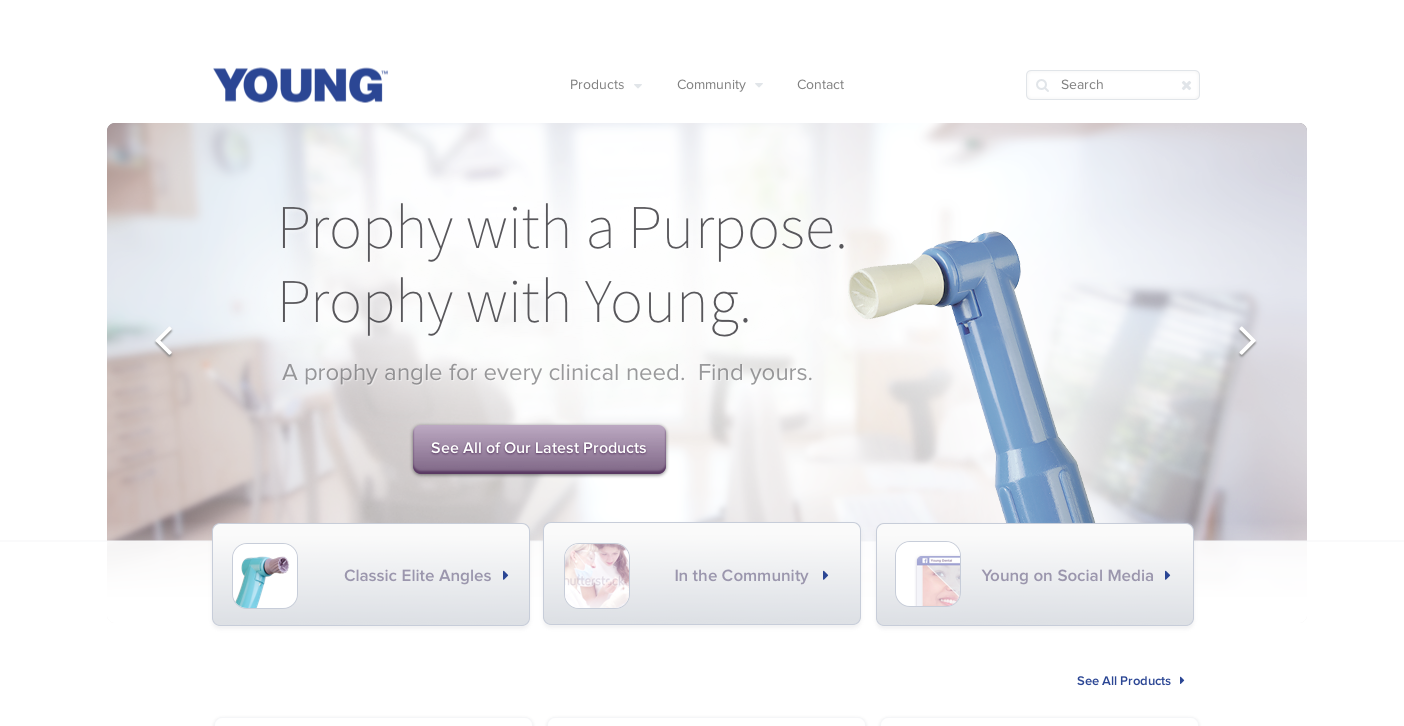 YOUNG™
Products
Community
Contact
Search
Prophy with a Purpose.
Prophy with Young.
A prophy angle for every clinical need. Find yours.
See All of Our Latest Products
Classic Elite Angles
In the Community
Young on Social Media
See All Products